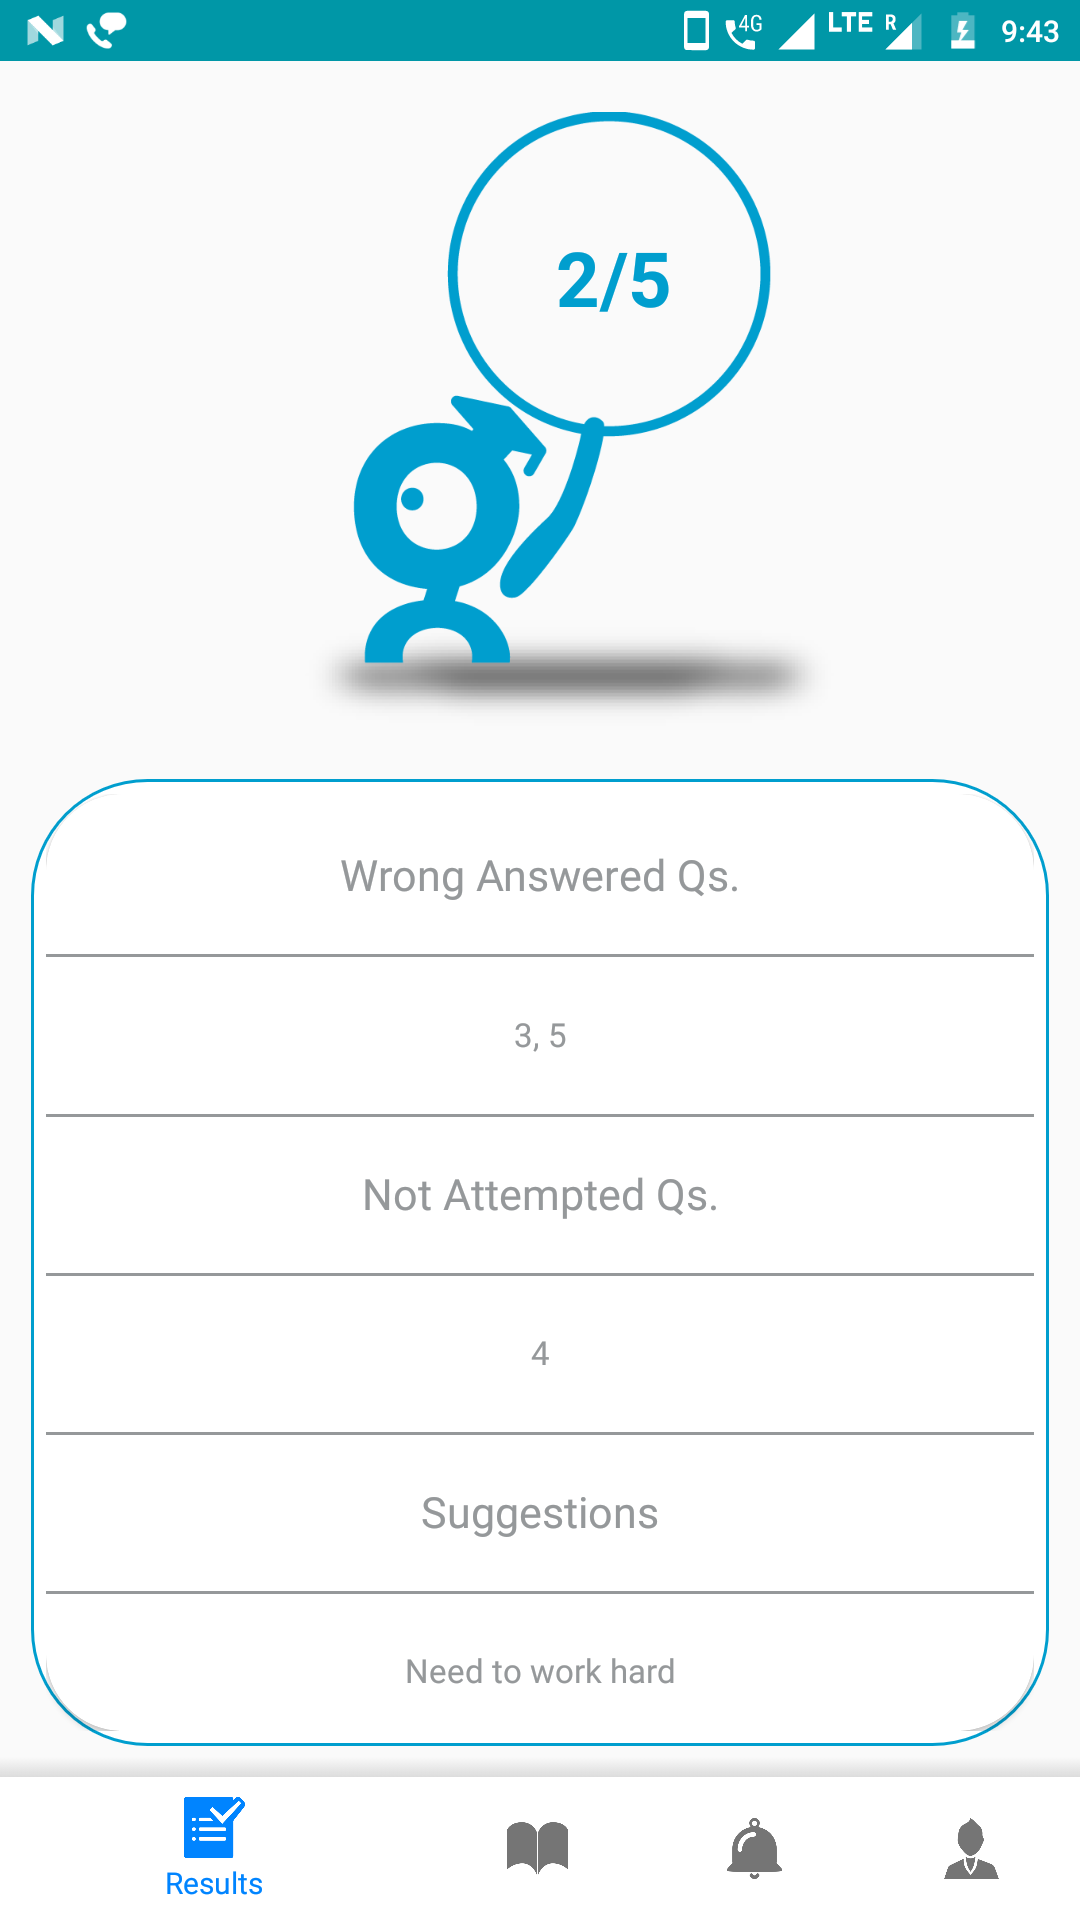 4G LTE R 9:43
2/5
Wrong Answered Qs.
3, 5
Not Attempted Qs.
4
Suggestions
Need to work hard
Results